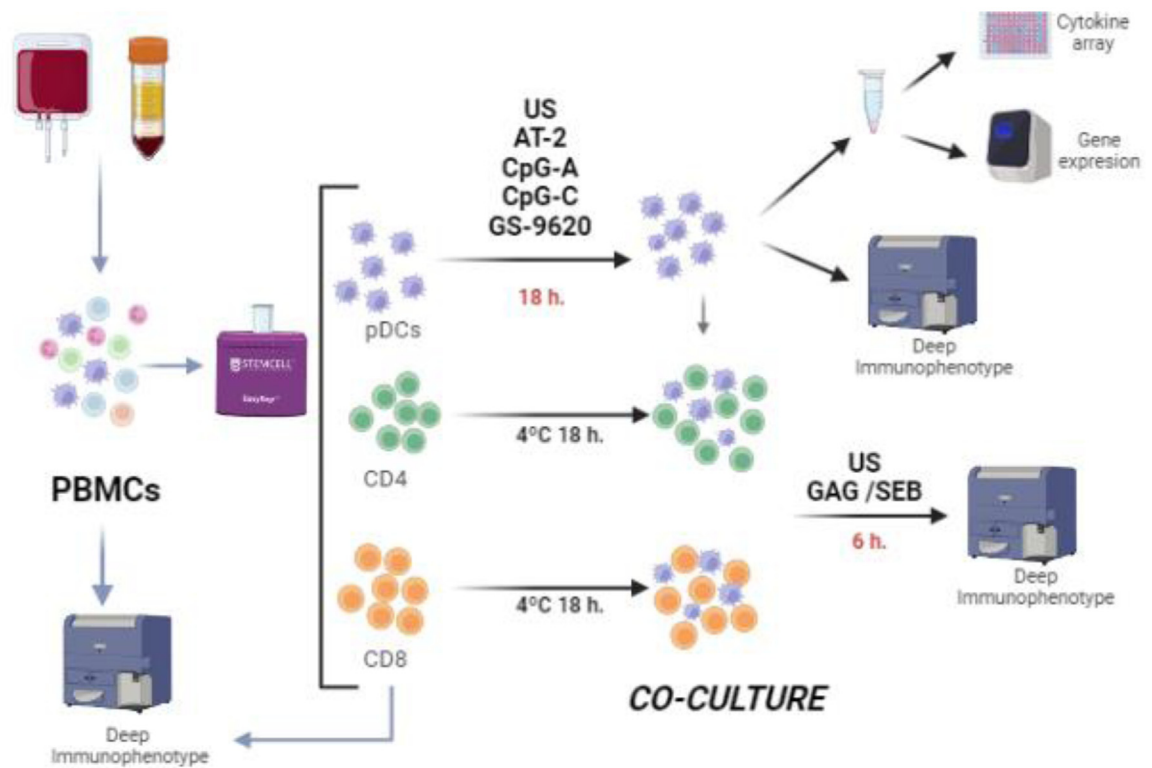 Cytokine
array
Gene
expresion
US
AT-2
CpG-A
CpG-C
GS-9620
18 h.
pDCs
Deep
Immunophenotype
STEMCELL
EasySep™
4ºC 18 h.
CD4
PBMCs
US
GAG /SEB
6 h.
Deep
Immunophenotype
4ºC 18 h.
CD8
CO-CULTURE
Deep
Immunophenotype